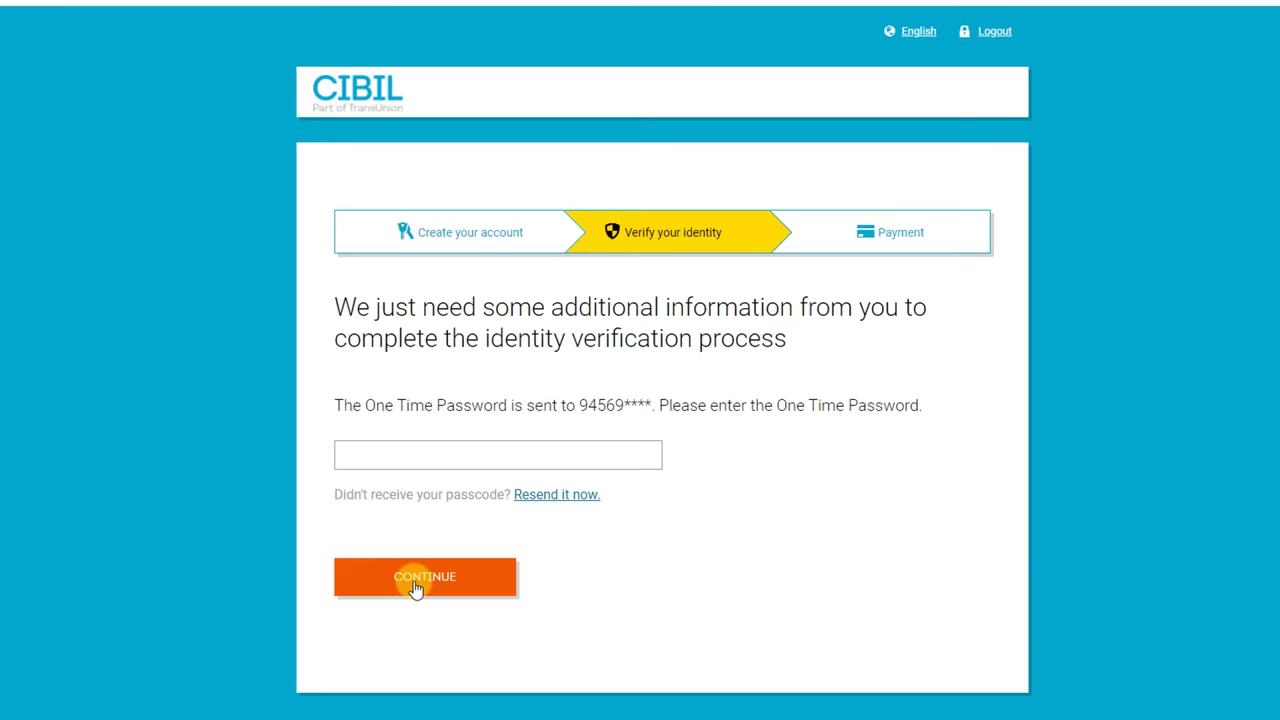 English Logout
CIBIL
Part of TransUnion
Create your account Verify your identity Payment
We just need some additional information from you to
complete the identity verification process
The One Time Password is sent to 94569****. Please enter the One Time Password.
Didn't receive your passcode? Resend it now.
CONTINUE